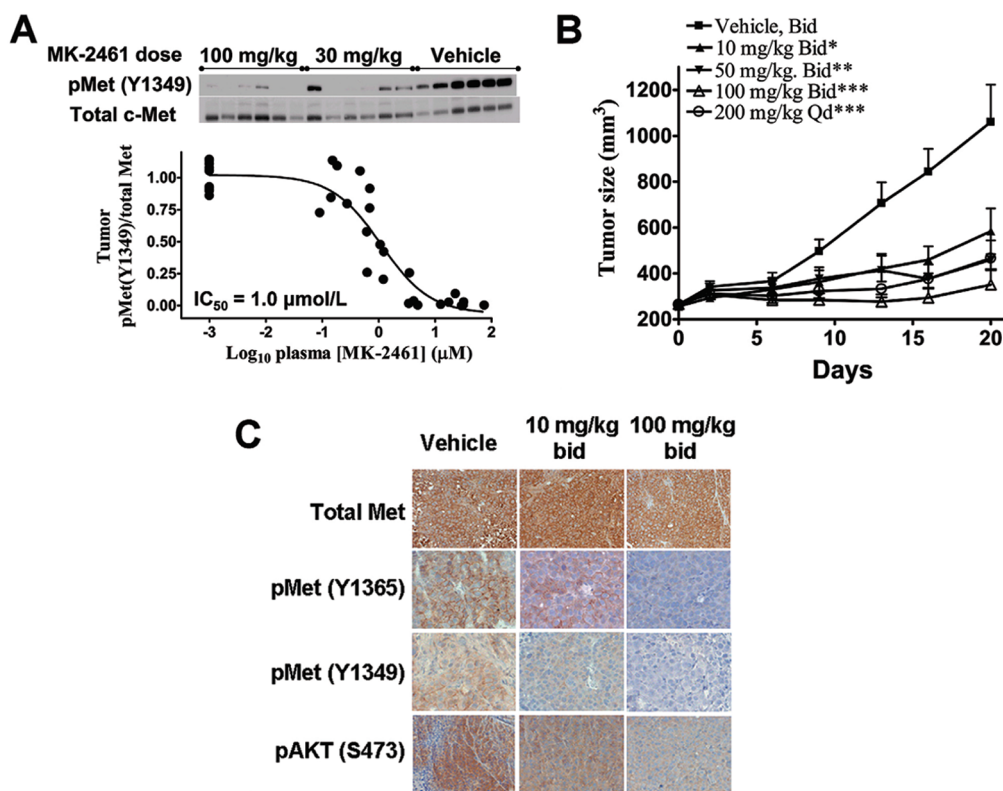 A
MK-2461 dose 100 mg/kg 30 mg/kg Vehicle
pMet (Y1349)
Total c-Met
Tumor
pMet(Y1349)/total Met
1.00
0.75
0.50
0.25
0.00
IC50 = 1.0 µmol/L
-3 -2 -1 0 1 2
Log10 plasma [MK-2461] (µM)
B
Vehicle, Bid
10 mg/kg Bid*
50 mg/kg. Bid**
100 mg/kg Bid***
200 mg/kg Qd***
Tumor size (mm3)
1200
1000
800
600
400
200
0 5 10 15 20
Days
C
Vehicle 10 mg/kg bid 100 mg/kg bid
Total Met
pMet (Y1365)
pMet (Y1349)
pAKT (S473)